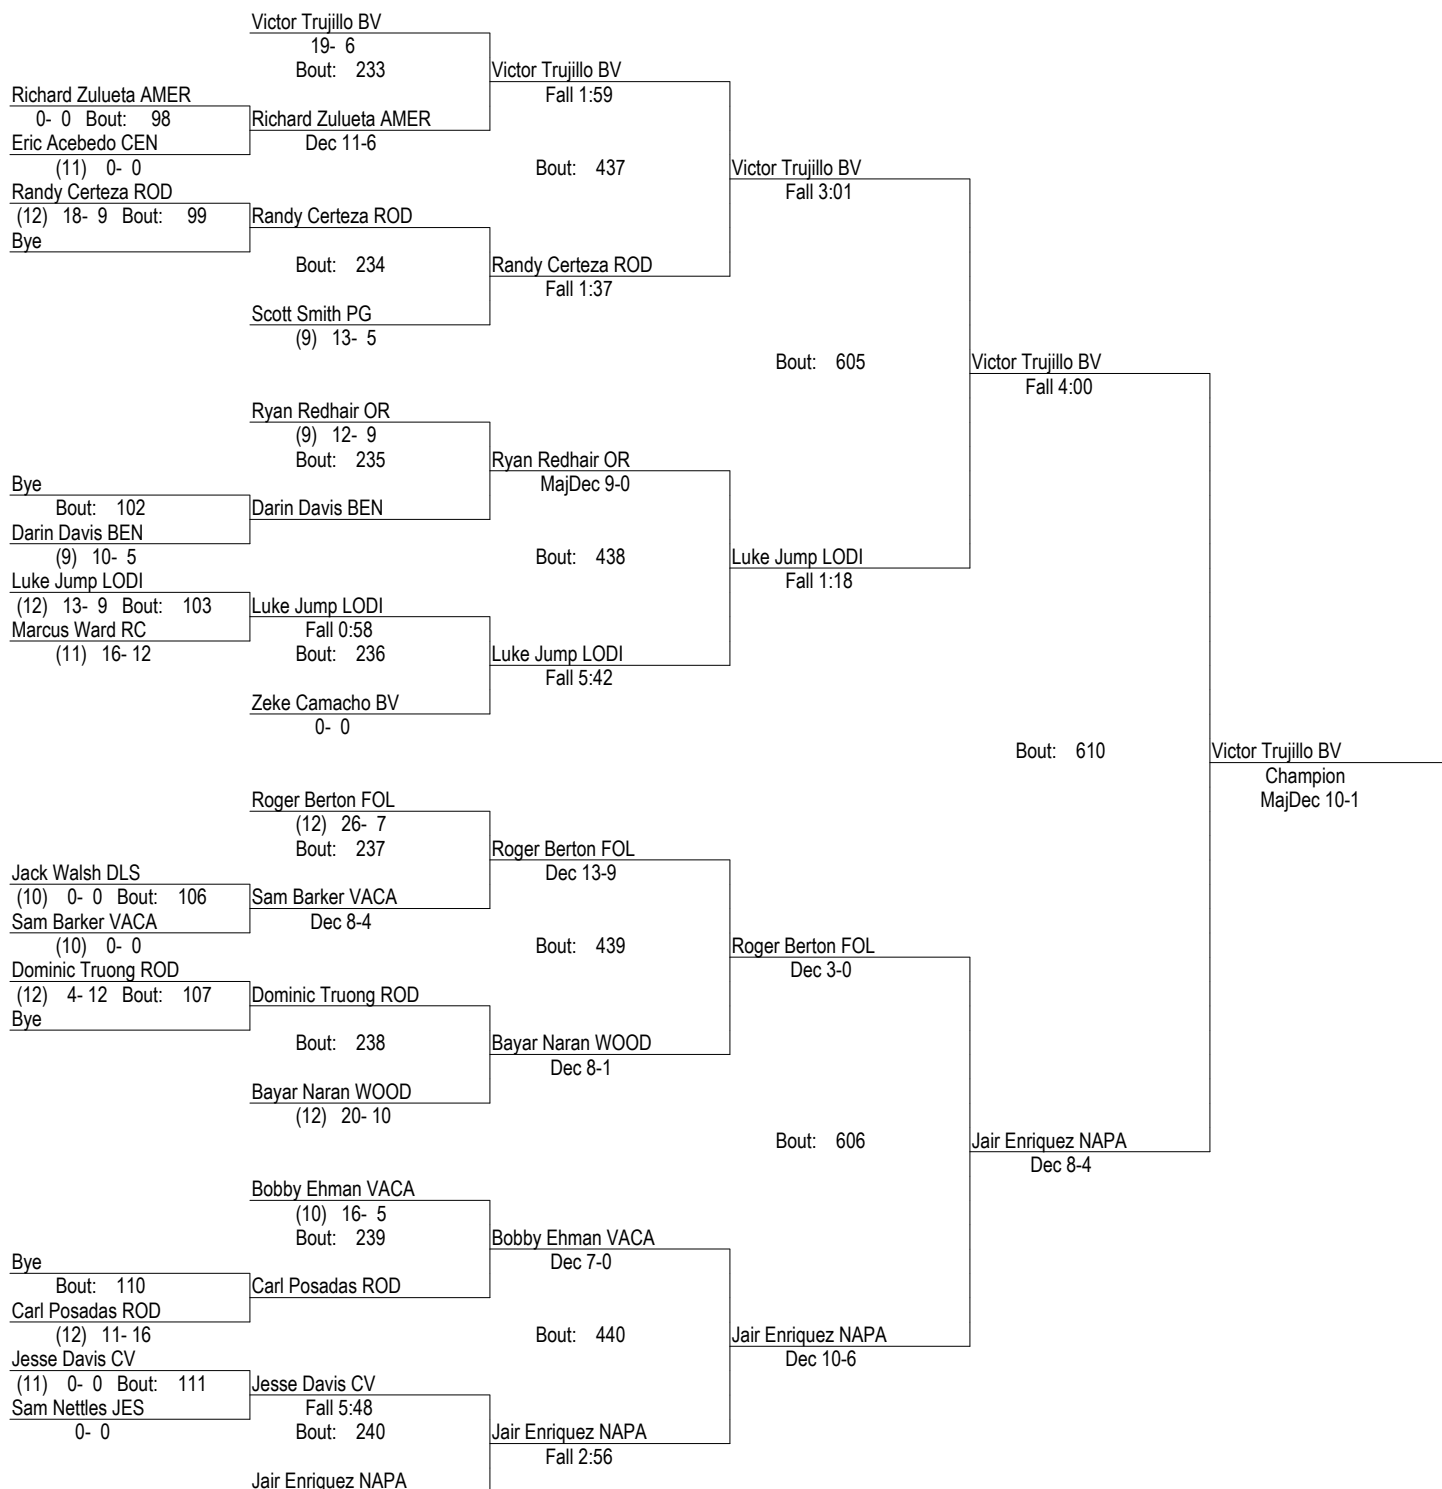 Victor Trujillo BV
19- 6
Bout: 233
Victor Trujillo BV
Fall 1:59
Richard Zulueta AMER
0- 0 Bout: 98
Richard Zulueta AMER
Dec 11-6
Eric Acebedo CEN
(11) 0- 0
Bout: 437
Victor Trujillo BV
Fall 3:01
Randy Certeza ROD
(12) 18- 9 Bout: 99
Randy Certeza ROD
Bye
Bout: 234
Randy Certeza ROD
Fall 1:37
Scott Smith PG
(9) 13- 5
Bout: 605
Victor Trujillo BV
Fall 4:00
Ryan Redhair OR
(9) 12- 9
Bout: 235
Ryan Redhair OR
MajDec 9-0
Bye
Bout: 102
Darin Davis BEN
Darin Davis BEN
(9) 10- 5
Bout: 438
Luke Jump LODI
Fall 1:18
Luke Jump LODI
(12) 13- 9 Bout: 103
Luke Jump LODI
Fall 0:58
Marcus Ward RC
(11) 16- 12
Bout: 236
Luke Jump LODI
Fall 5:42
Zeke Camacho BV
0- 0
Bout: 610
Victor Trujillo BV
Champion
MajDec 10-1
Roger Berton FOL
(12) 26- 7
Bout: 237
Roger Berton FOL
Dec 13-9
Jack Walsh DLS
(10) 0- 0 Bout: 106
Sam Barker VACA
Dec 8-4
Sam Barker VACA
(10) 0- 0
Bout: 439
Roger Berton FOL
Dec 3-0
Dominic Truong ROD
(12) 4- 12 Bout: 107
Dominic Truong ROD
Bye
Bout: 238
Bayar Naran WOOD
Dec 8-1
Bayar Naran WOOD
(12) 20- 10
Bout: 606
Jair Enriquez NAPA
Dec 8-4
Bobby Ehman VACA
(10) 16- 5
Bout: 239
Bobby Ehman VACA
Dec 7-0
Bye
Bout: 110
Carl Posadas ROD
Carl Posadas ROD
(12) 11- 16
Bout: 440
Jair Enriquez NAPA
Dec 10-6
Jesse Davis CV
(11) 0- 0 Bout: 111
Jesse Davis CV
Fall 5:48
Sam Nettles JES
0- 0
Bout: 240
Jair Enriquez NAPA
Fall 2:56
Jair Enriquez NAPA